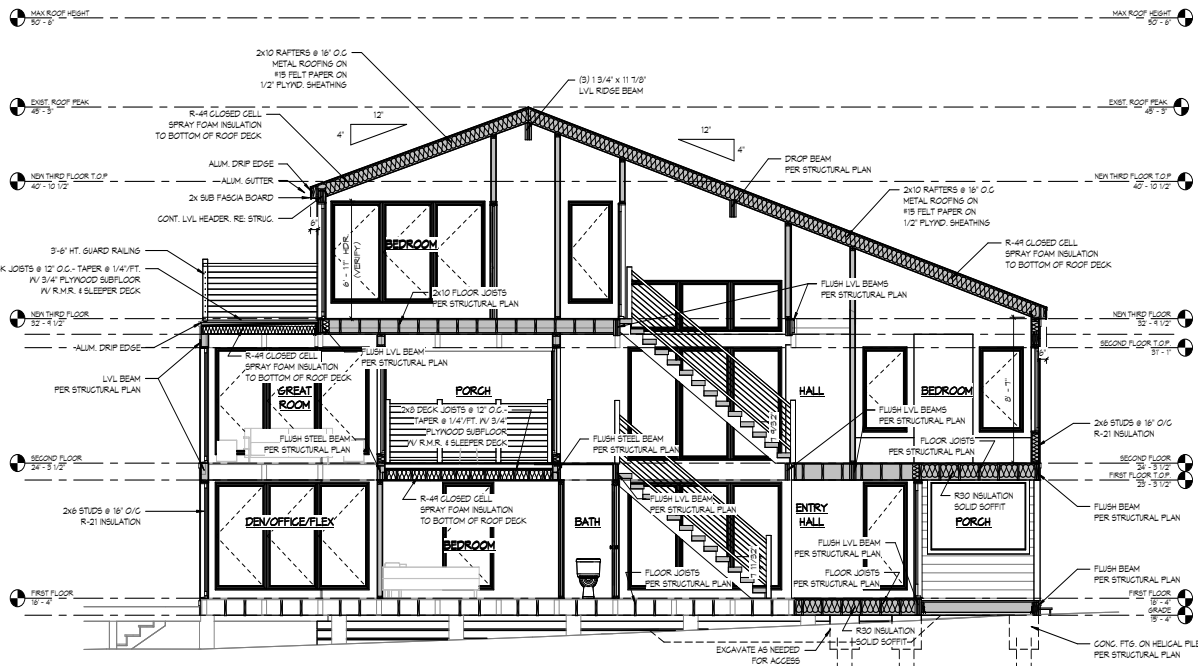 MAX ROOF HEIGHT
50' - 6"
MAX ROOF HEIGHT
50' - 6"
2x10 RAFTERS @ 16" O.C
METAL ROOFING ON
#15 FELT PAPER ON
1/2" PLYWD. SHEATHING
(3) 1 3/4" x 11 7/8"
LVL RIDGE BEAM
EXIST. ROOF PEAK
45' - 3"
EXIST. ROOF PEAK
45' - 3"
R-49 CLOSED CELL
SPRAY FOAM INSULATION
TO BOTTOM OF ROOF DECK
12"
4"
12"
4"
DROP BEAM
PER STRUCTURAL PLAN
ALUM. DRIP EDGE
ALUM. GUTTER
2x SUB FASCIA BOARD
CONT. LVL HEADER. RE: STRUC.
NEW THIRD FLOOR T.O.P
40' - 10 1/2"
NEW THIRD FLOOR T.O.P
40' - 10 1/2"
2x10 RAFTERS @ 16" O.C
METAL ROOFING ON
#15 FELT PAPER ON
1/2" PLYWD. SHEATHING
6"
BEDROOM
6' - 11" HDR.
(VERIFY)
R-49 CLOSED CELL
SPRAY FOAM INSULATION
TO BOTTOM OF ROOF DECK
3'-6" HT. GUARD RAILING
K JOISTS @ 12" O.C.- TAPER @ 1/4"/FT.
W/ 3/4" PLYWOOD SUBFLOOR
W/ R.M.R. & SLEEPER DECK
2x10 FLOOR JOISTS
PER STRUCTURAL PLAN
FLUSH LVL BEAMS
PER STRUCTURAL PLAN
NEW THIRD FLOOR
32' - 9 1/2"
NEW THIRD FLOOR
32' - 9 1/2"
ALUM. DRIP EDGE
SECOND FLOOR T.O.P.
31' - 1"
R-49 CLOSED CELL
SPRAY FOAM INSULATION
TO BOTTOM OF ROOF DECK
FLUSH LVL BEAM
PER STRUCTURAL PLAN
6"
LVL BEAM
PER STRUCTURAL PLAN
GREAT
ROOM
PORCH
HALL
BEDROOM
8' - 7"
2x8 DECK JOISTS @ 12" O.C.-
TAPER @ 1/4"/FT. W/ 3/4"
PLYWOOD SUBFLOOR
W/ R.M.R. & SLEEPER DECK
FLUSH LVL BEAMS
PER STRUCTURAL PLAN
2x6 STUDS @ 16" O/C
R-21 INSULATION
FLUSH STEEL BEAM
PER STRUCTURAL PLAN
FLUSH STEEL BEAM
PER STRUCTURAL PLAN
FLOOR JOISTS
PER STRUCTURAL PLAN
SECOND FLOOR
24' - 3 1/2"
SECOND FLOOR
24' - 3 1/2"
FIRST FLOOR T.O.P
23' - 3 1/2"
R-49 CLOSED CELL
SPRAY FOAM INSULATION
TO BOTTOM OF ROOF DECK
FLUSH LVL BEAM
PER STRUCTURAL PLAN
R30 INSULATION
SOLID SOFFIT
FLUSH BEAM
PER STRUCTURAL PLAN
2x6 STUDS @ 16" O/C
R-21 INSULATION
DEN/OFFICE/FLEX
BEDROOM
BATH
ENTRY
HALL
PORCH
FLUSH LVL BEAM
PER STRUCTURAL PLAN
FLOOR JOISTS
PER STRUCTURAL PLAN
FLOOR JOISTS
PER STRUCTURAL PLAN
FLUSH BEAM
PER STRUCTURAL PLAN
FIRST FLOOR
16' - 4"
FIRST FLOOR
16' - 4"
GRADE
15' - 4"
R30 INSULATION
SOLID SOFFIT
EXCAVATE AS NEEDED
FOR ACCESS
CONC. FTG. ON HELICAL PILE
PER STRUCTURAL PLAN